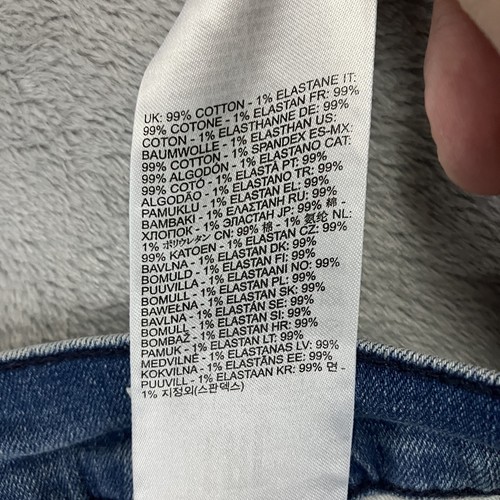 UK: 99% COTTON - 1% ELASTANE IT:
99% COTONE - 1% ELASTAN FR: 99%
COTON - 1% ELASTHANNE DE: 99%
BAUMWOLLE - 1% ELASTHAN US:
99% COTTON - 1% SPANDEX ES-MX:
99% ALGODÓN - 1% ELASTANO CAT:
99% COTÓ - 1% ELASTÀ PT: 99%
ALGODÃO - 1% ELASTANO TR: 99%
PAMUKLU - 1% ELASTAN EL: 99%
BAMBAKI - 1% ΕΛΑΣΤΑΝΗ RU: 99%
ХЛОПОК - 1% ЭЛАСТАН JP: 99% 綿 -
1% ポリウレタン CN: 99% 棉 - 1% 氨纶 NL:
99% KATOEN - 1% ELASTAN CZ: 99%
BAVLNA - 1% ELASTAN DK: 99%
BOMULD - 1% ELASTAN FI: 99%
PUUVILLA - 1% ELASTAANI NO: 99%
BOMULL - 1% ELASTAN PL: 99%
BAWEŁNA - 1% ELASTAN SK: 99%
BAVLNA - 1% ELASTAN SE: 99%
BOMULL - 1% ELASTAN SI: 99%
BOMBAŽ - 1% ELASTAN HR: 99%
PAMUK - 1% ELASTAN LT: 99%
MEDVILNĖ - 1% ELASTANAS LV: 99%
KOKVILNA - 1% ELASTĀNS EE: 99%
PUUVILL - 1% ELASTAAN KR: 99% 면 -
1% 지정외(스판덱스)